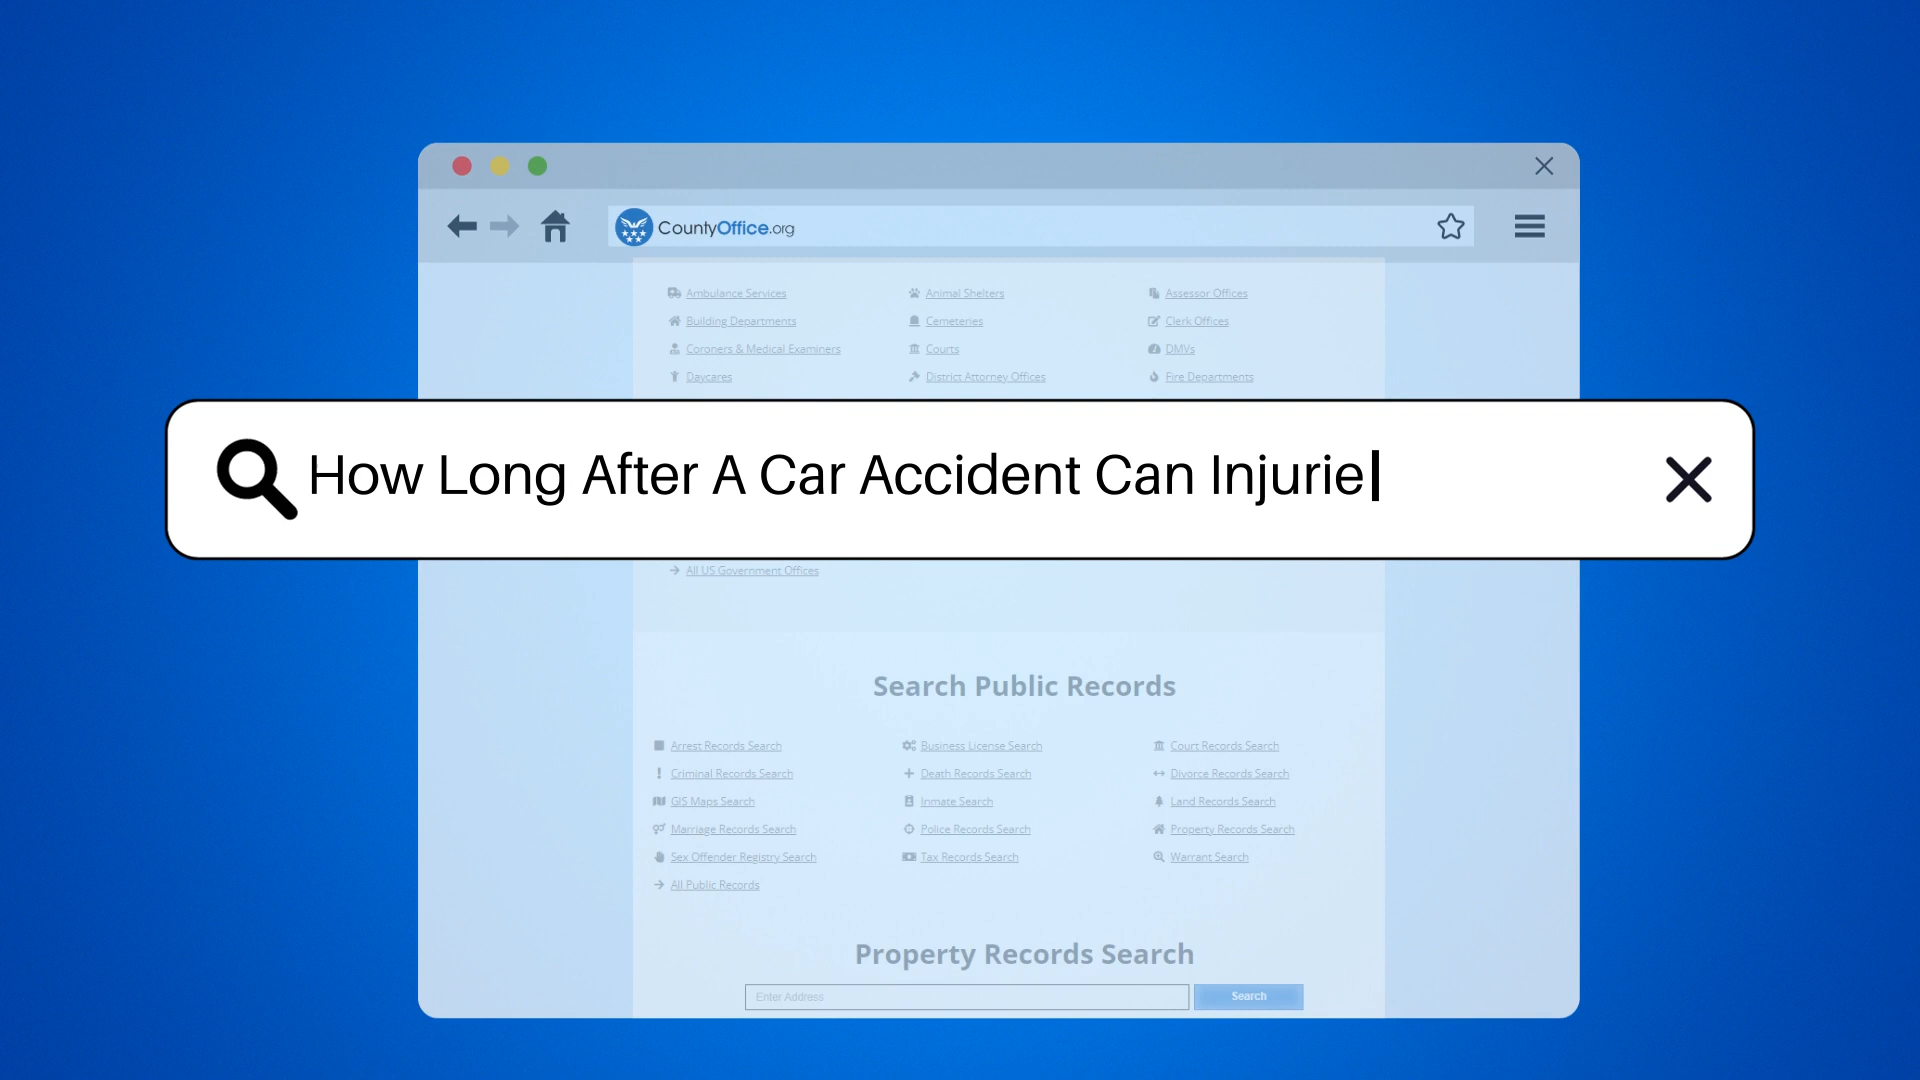 CountyOffice.org
Ambulance Services Animal Shelters Assessor Offices
Building Departments Cemeteries Clerk Offices
Coroners & Medical Examiners Courts DMVs
Daycares District Attorney Offices Fire Departments
How Long After A Car Accident Can Injurie
All US Government Offices
Search Public Records
Arrest Records Search Business License Search Court Records Search
Criminal Records Search Death Records Search Divorce Records Search
GIS Maps Search Inmate Search Land Records Search
Marriage Records Search Police Records Search Property Records Search
Sex Offender Registry Search Tax Records Search Warrant Search
All Public Records
Property Records Search
Enter Address Search